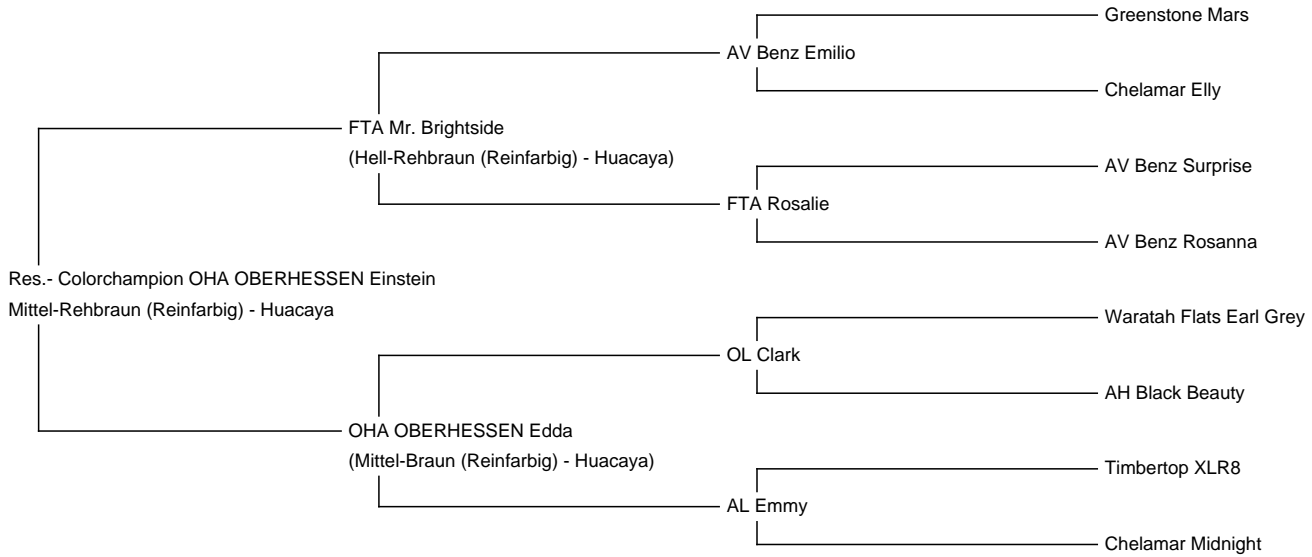 Greenstone Mars
AV Benz Emilio
Chelamar Elly
FTA Mr. Brightside
(Hell-Rehbraun (Reinfarbig) - Huacaya)
AV Benz Surprise
FTA Rosalie
AV Benz Rosanna
Res.- Colorchampion OHA OBERHESSEN Einstein
Mittel-Rehbraun (Reinfarbig) - Huacaya
Waratah Flats Earl Grey
OL Clark
AH Black Beauty
OHA OBERHESSEN Edda
(Mittel-Braun (Reinfarbig) - Huacaya)
Timbertop XLR8
AL Emmy
Chelamar Midnight